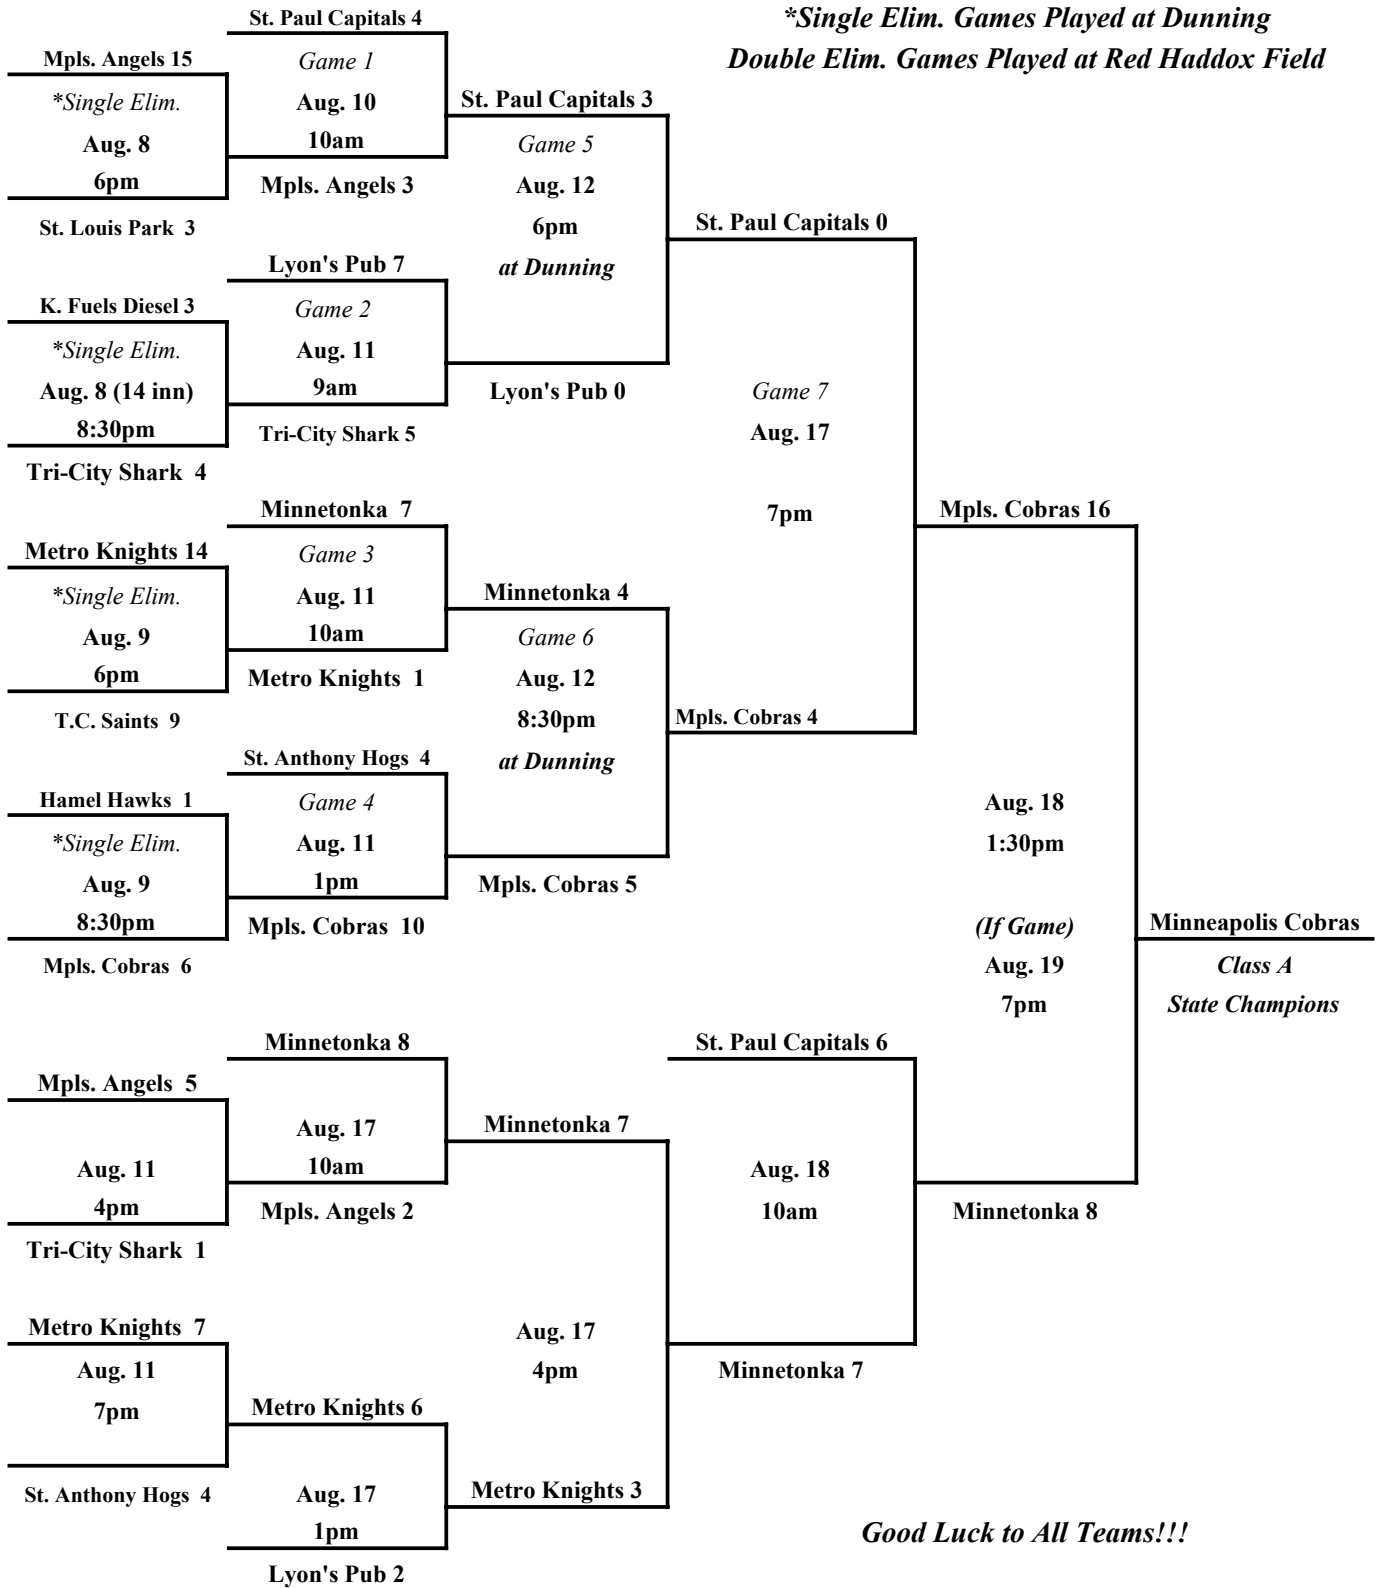 St. Paul Capitals 4
*Single Elim. Games Played at Dunning
Double Elim. Games Played at Red Haddox Field
Mpls. Angels 15
*Single Elim.
Aug. 8
6pm
St. Louis Park 3
Game 1
Aug. 10
10am
Mpls. Angels 3
St. Paul Capitals 3
Game 5
Aug. 12
6pm
at Dunning
Lyon's Pub 7
K. Fuels Diesel 3
*Single Elim.
Aug. 8 (14 inn)
8:30pm
Tri-City Shark 4
Game 2
Aug. 11
9am
Tri-City Shark 5
Lyon's Pub 0
St. Paul Capitals 0
Game 7
Aug. 17
7pm
Minnetonka 7
Metro Knights 14
*Single Elim.
Aug. 9
6pm
T.C. Saints 9
Game 3
Aug. 11
10am
Metro Knights 1
Minnetonka 4
Game 6
Aug. 12
8:30pm
at Dunning
Mpls. Cobras 4
St. Anthony Hogs 4
Hamel Hawks 1
*Single Elim.
Aug. 9
8:30pm
Mpls. Cobras 6
Game 4
Aug. 11
1pm
Mpls. Cobras 10
Mpls. Cobras 5
Mpls. Cobras 16
Aug. 18
1:30pm
(If Game)
Aug. 19
7pm
Minneapolis Cobras
Class A
State Champions
Minnetonka 8
Mpls. Angels 5
Aug. 11
4pm
Tri-City Shark 1
Aug. 17
10am
Mpls. Angels 2
Minnetonka 7
St. Paul Capitals 6
Aug. 18
10am
Minnetonka 8
Metro Knights 7
Aug. 11
7pm
St. Anthony Hogs 4
Metro Knights 6
Aug. 17
1pm
Lyon's Pub 2
Aug. 17
4pm
Metro Knights 3
Minnetonka 7
Good Luck to All Teams!!!